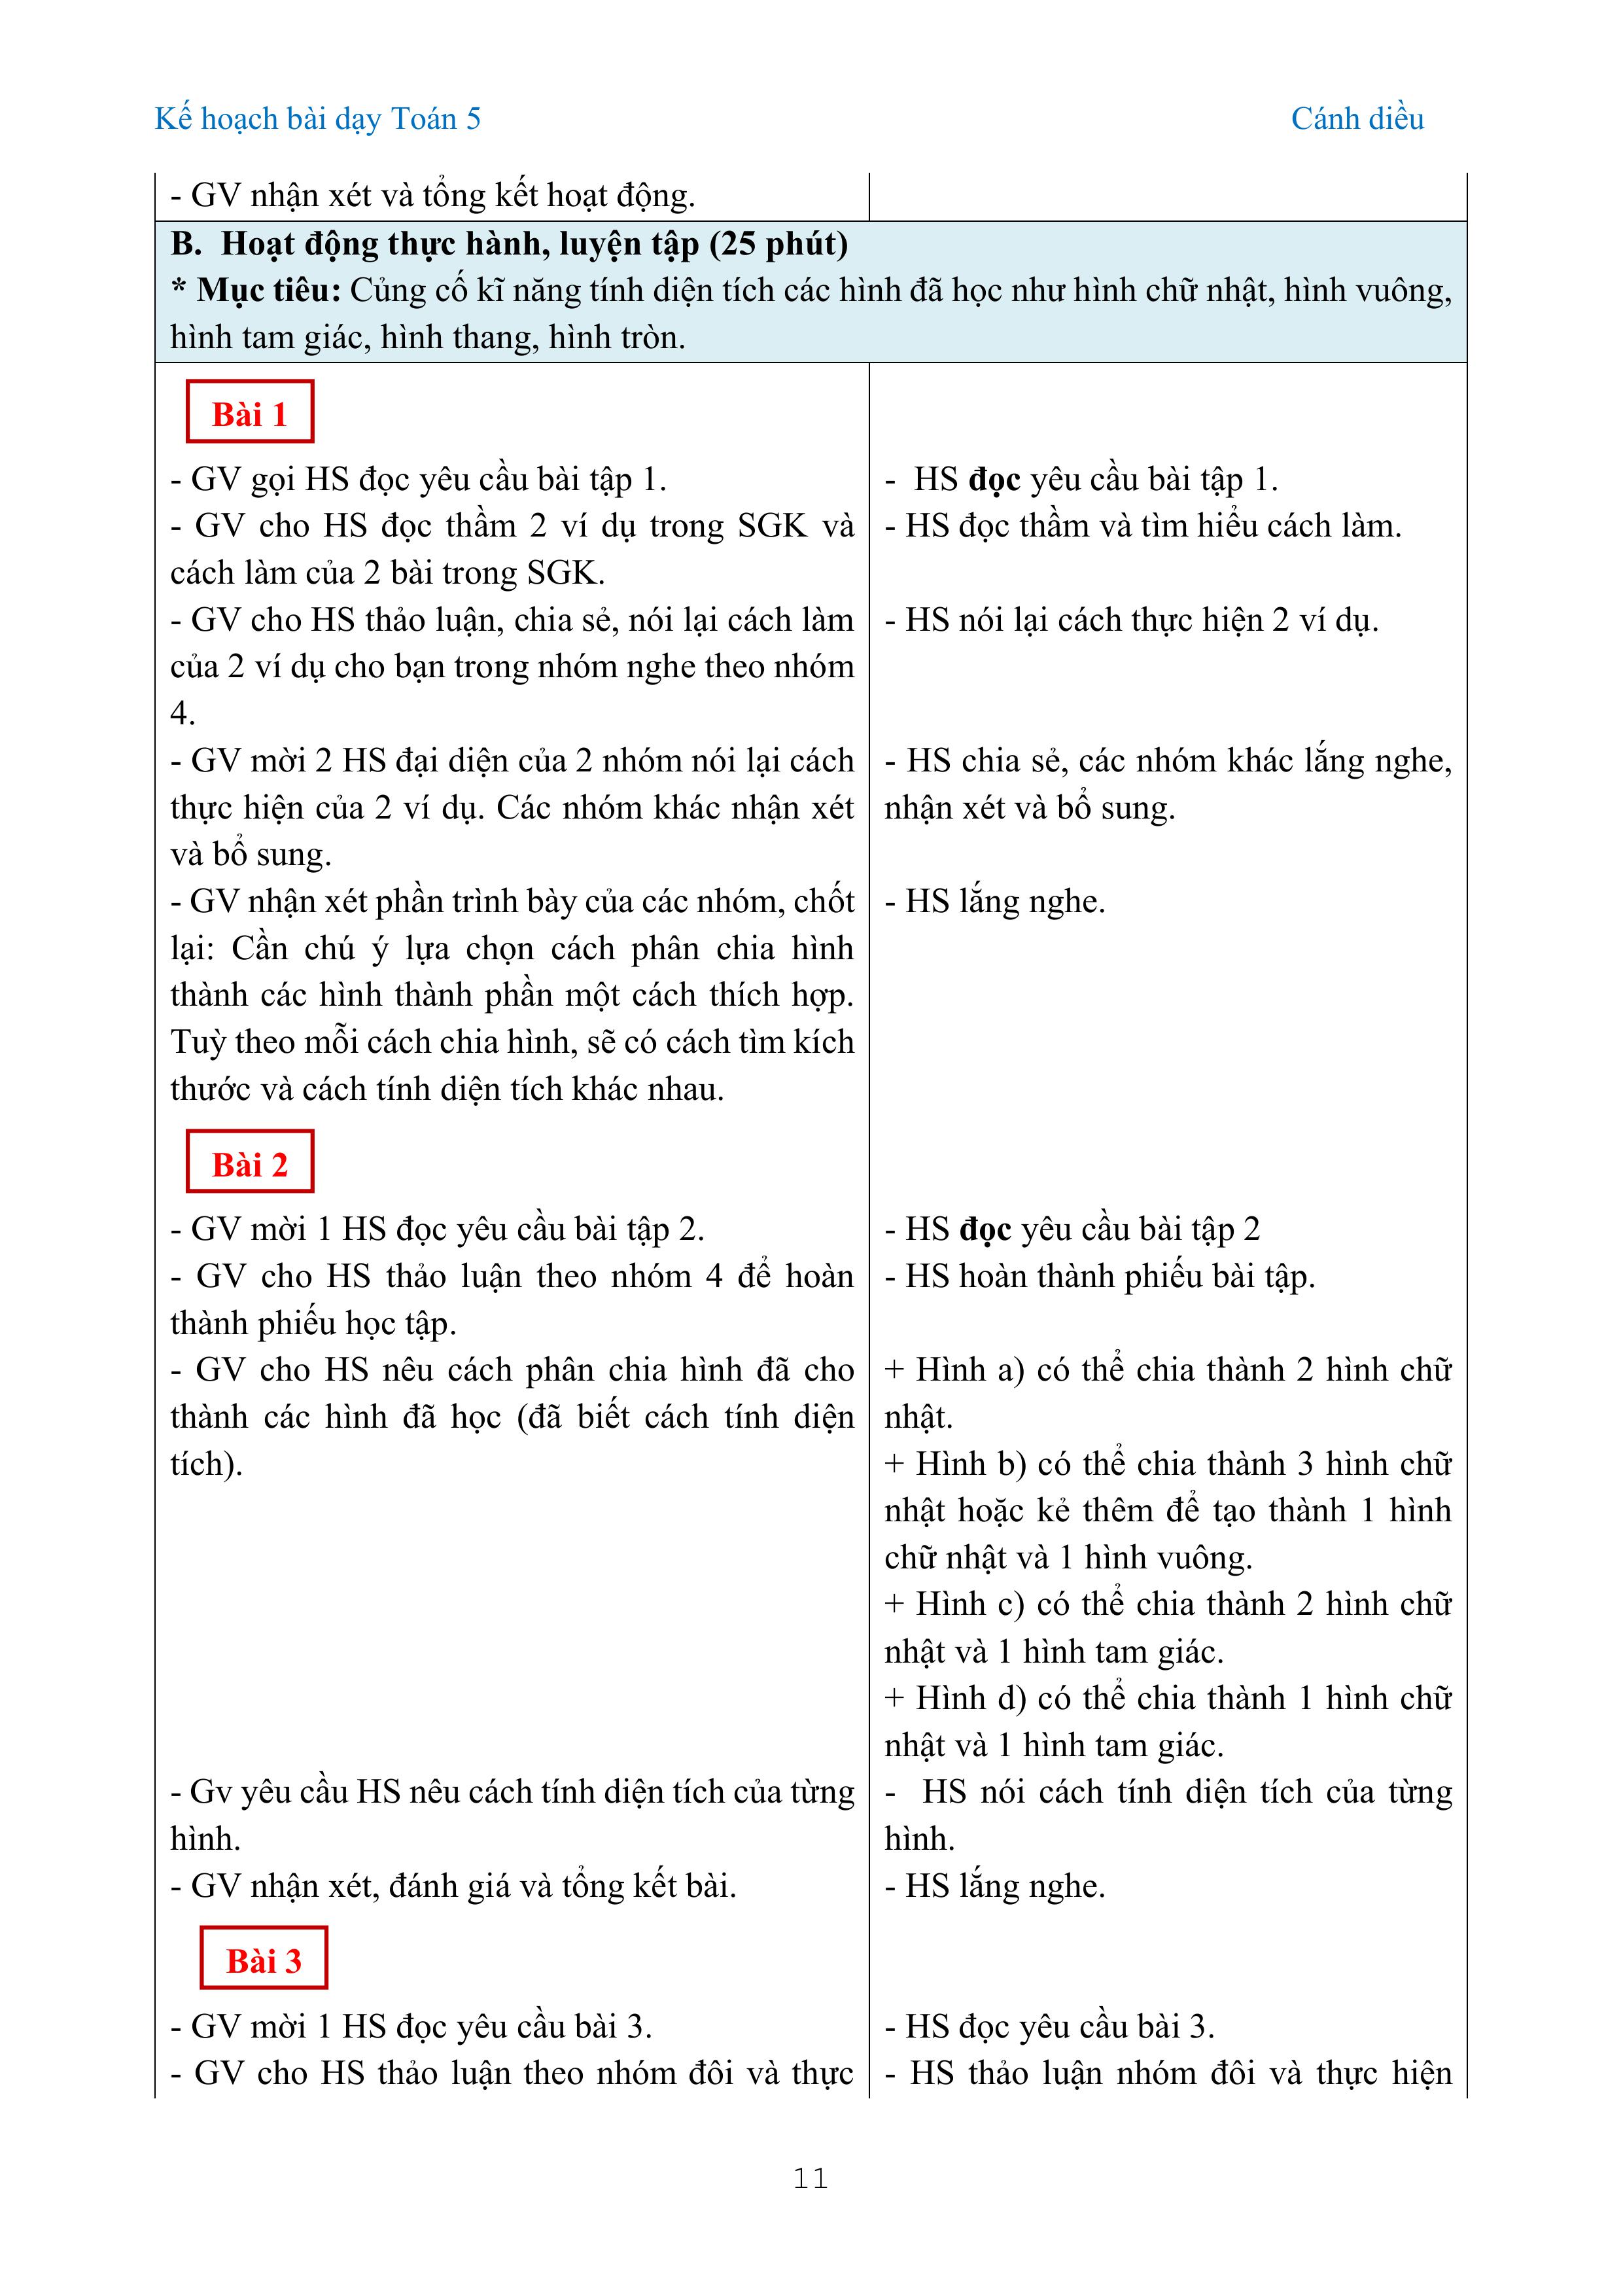 Kế hoạch bài dạy Toán 5
Cánh diều
- GV nhận xét và tổng kết hoạt động.
B. Hoạt động thực hành, luyện tập (25 phút)
* Mục tiêu: Củng cố kĩ năng tính diện tích các hình đã học như hình chữ nhật, hình vuông,
hình tam giác, hình thang, hình tròn.
Bài 1
- GV gọi HS đọc yêu cầu bài tập 1.
- GV cho HS đọc thầm 2 ví dụ trong SGK và
cách làm của 2 bài trong SGK.
- GV cho HS thảo luận, chia sẻ, nói lại cách làm
của 2 ví dụ cho bạn trong nhóm nghe theo nhóm
4.
- GV mời 2 HS đại diện của 2 nhóm nói lại cách
thực hiện của 2 ví dụ. Các nhóm khác nhận xét
và bổ sung.
- GV nhận xét phần trình bày của các nhóm, chốt
lại: Cần chú ý lựa chọn cách phân chia hình
thành các hình thành phần một cách thích hợp.
Tuỳ theo mỗi cách chia hình, sẽ có cách tìm kích
thước và cách tính diện tích khác nhau.
- HS đọc yêu cầu bài tập 1.
- HS đọc thầm và tìm hiểu cách làm.
- HS nói lại cách thực hiện 2 ví dụ.
- HS chia sẻ, các nhóm khác lắng nghe,
nhận xét và bổ sung.
- HS lắng nghe.
Bài 2
- GV mời 1 HS đọc yêu cầu bài tập 2.
- GV cho HS thảo luận theo nhóm 4 để hoàn
thành phiếu học tập.
- GV cho HS nêu cách phân chia hình đã cho
thành các hình đã học (đã biết cách tính diện
tích).
- Gv yêu cầu HS nêu cách tính diện tích của từng
hình.
- GV nhận xét, đánh giá và tổng kết bài.
- HS đọc yêu cầu bài tập 2
- HS hoàn thành phiếu bài tập.
+ Hình a) có thể chia thành 2 hình chữ
nhật.
+ Hình b) có thể chia thành 3 hình chữ
nhật hoặc kẻ thêm để tạo thành 1 hình
chữ nhật và 1 hình vuông.
+ Hình c) có thể chia thành 2 hình chữ
nhật và 1 hình tam giác.
+ Hình d) có thể chia thành 1 hình chữ
nhật và 1 hình tam giác.
- HS nói cách tính diện tích của từng
hình.
- HS lắng nghe.
Bài 3
- GV mời 1 HS đọc yêu cầu bài 3.
- GV cho HS thảo luận theo nhóm đôi và thực
- HS đọc yêu cầu bài 3.
- HS thảo luận nhóm đôi và thực hiện
11